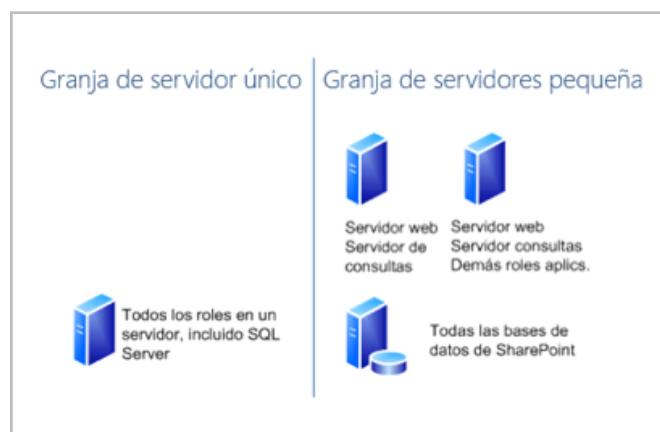 Granja de servidor único
Todos los roles en un
servidor, incluido SQL
Server
Granja de servidores pequeña
Servidor web
Servidor de
consultas
Servidor web
Servidor consultas
Demás roles aplics.
Todas las bases de
datos de SharePoint